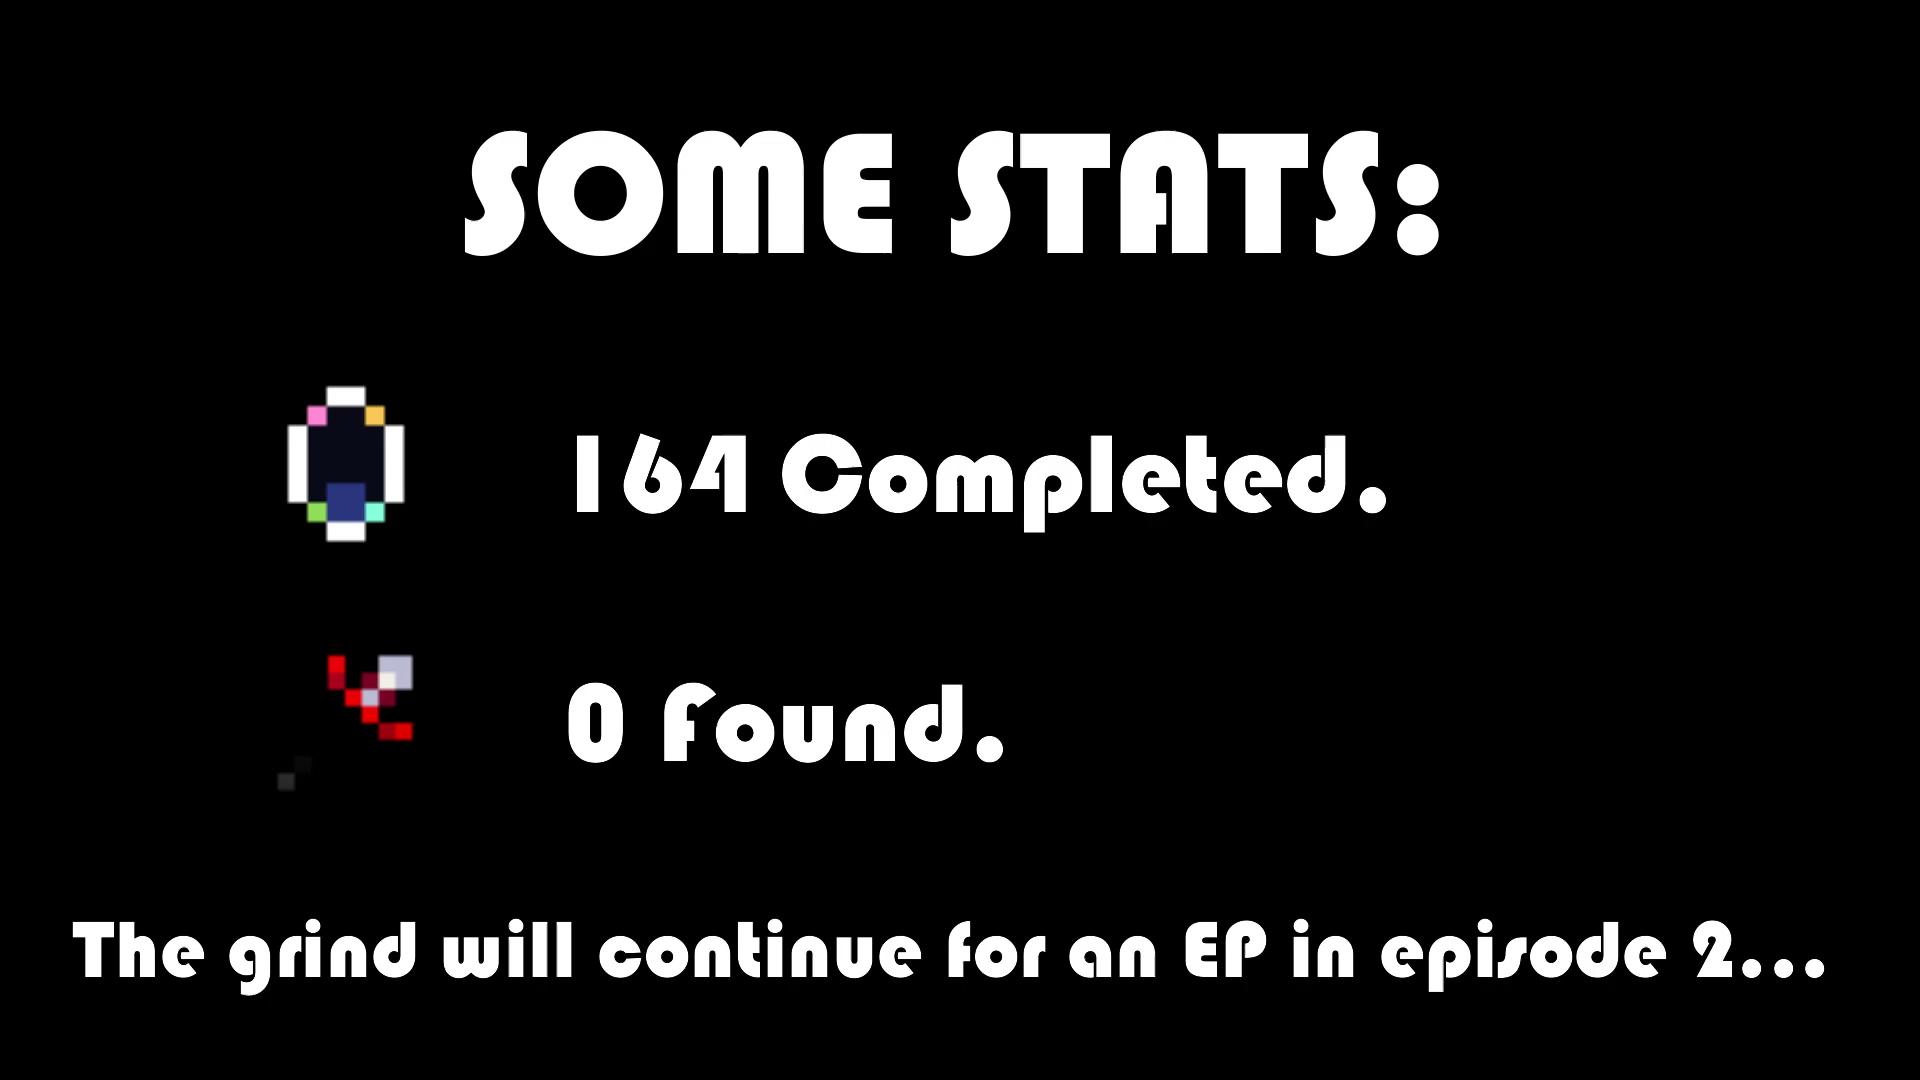 SOME STATS:
164 Completed.
0 Found.
The grind will continue for an EP in episode 2...